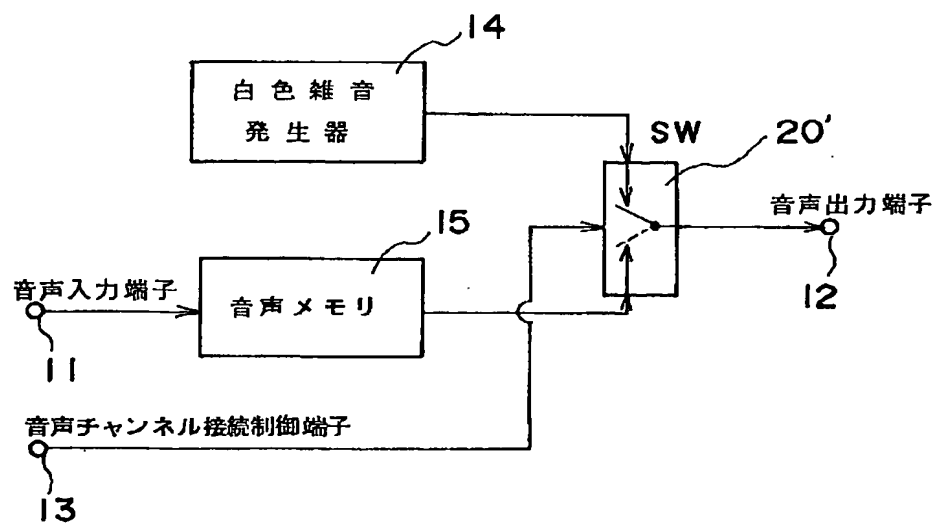 14
白色雑音
発生器
SW
20'
音声出力端子
12
15
音声入力端子
音声メモリ
11
音声チャンネル接続制御端子
13